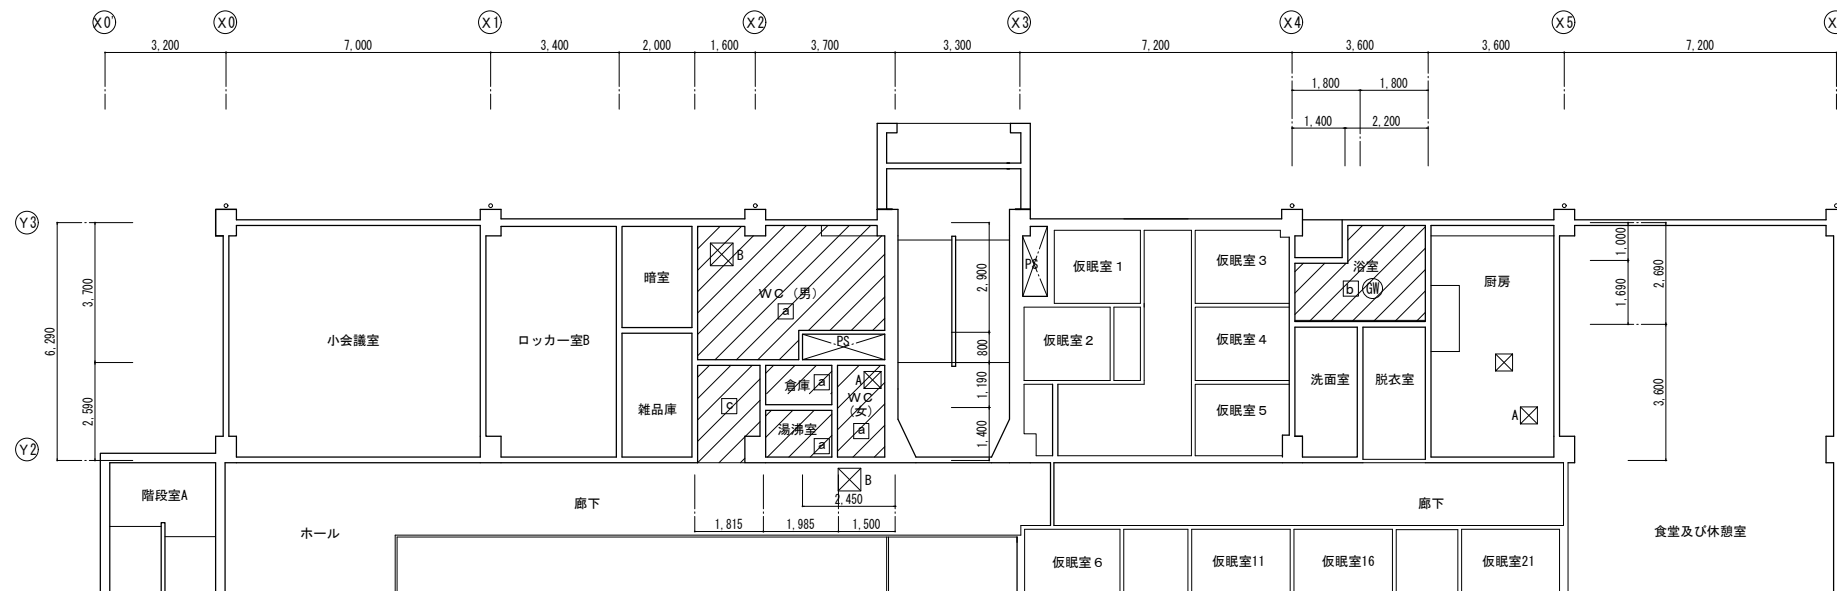 X0' X0 X1 X2 X3 X4 X5
3,200 7,000 3,400 2,000 1,600 3,700 3,300 7,200 3,600 3,600 7,200
1,800 1,800
1,400 2,200
Y3
Y2
6,290
3,700
2,590
小会議室
ロッカー室B
暗室
雑品庫
B
WC（男）
a
PS
c
倉庫 a
湯沸室
a
A
WC
（女）
a
2,900
800
1,190
1,400
PS
仮眠室1
仮眠室2
仮眠室3
仮眠室4
仮眠室5
浴室
b GW
洗面室
脱衣室
厨房
A
1,000
1,690
2,690
3,600
階段室A
ホール
廊下
B
2,450
1,815 1,985 1,500
廊下
仮眠室6
仮眠室11
仮眠室16
仮眠室21
食堂及び休憩室